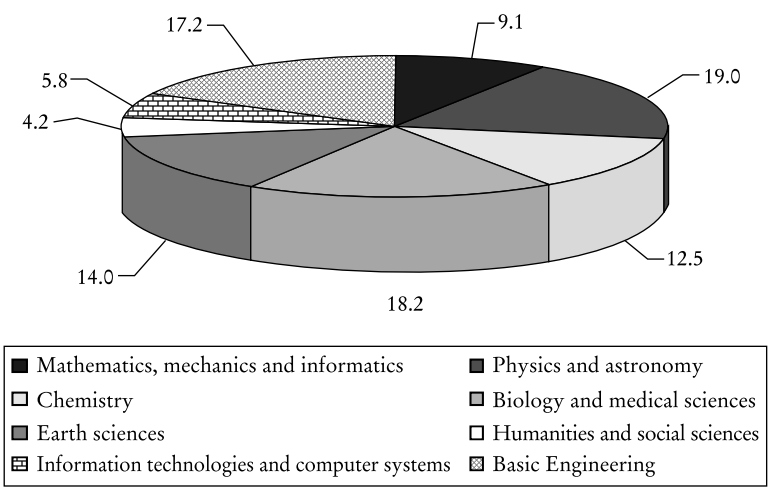 17.2
9.1
5.8
19.0
4.2
14.0
12.5
18.2
Mathematics, mechanics and informatics
Physics and astronomy
Chemistry
Biology and medical sciences
Earth sciences
Humanities and social sciences
Information technologies and computer systems
Basic Engineering